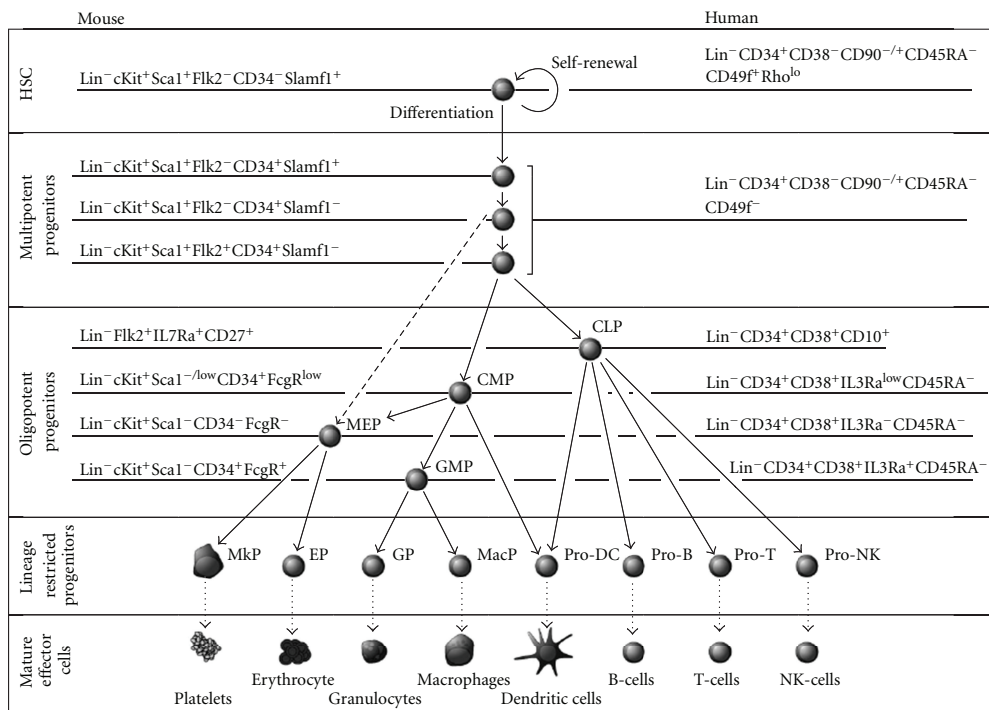 Mouse
Human
HSC
Lin⁻cKit⁺Sca1⁺Flk2⁻CD34⁻Slamf1⁺
Self-renewal
Differentiation
Lin⁻CD34⁺CD38⁻CD90⁻/⁺CD45RA⁻
CD49f⁺Rho^lo
Multipotent
progenitors
Lin⁻cKit⁺Sca1⁺Flk2⁻CD34⁺Slamf1⁺
Lin⁻cKit⁺Sca1⁺Flk2⁻CD34⁺Slamf1⁻
Lin⁻cKit⁺Sca1⁺Flk2⁺CD34⁺Slamf1⁻
Lin⁻CD34⁺CD38⁻CD90⁻/⁺CD45RA⁻
CD49f⁻
Oligopotent
progenitors
Lin⁻Flk2⁺IL7Ra⁺CD27⁺
CLP
Lin⁻CD34⁺CD38⁺CD10⁺
Lin⁻cKit⁺Sca1⁻/lowCD34⁺FcgR^low
CMP
Lin⁻CD34⁺CD38⁺IL3Ra^lowCD45RA⁻
Lin⁻cKit⁺Sca1⁻CD34⁻FcgR⁻
MEP
Lin⁻CD34⁺CD38⁺IL3Ra⁻CD45RA⁻
Lin⁻cKit⁺Sca1⁻CD34⁺FcgR⁺
GMP
Lin⁻CD34⁺CD38⁺IL3Ra⁺CD45RA⁻
Lineage
restricted
progenitors
MkP
EP
GP
MacP
Pro-DC
Pro-B
Pro-T
Pro-NK
Mature
effector
cells
Platelets
Erythrocyte
Granulocytes
Macrophages
Dendritic cells
B-cells
T-cells
NK-cells